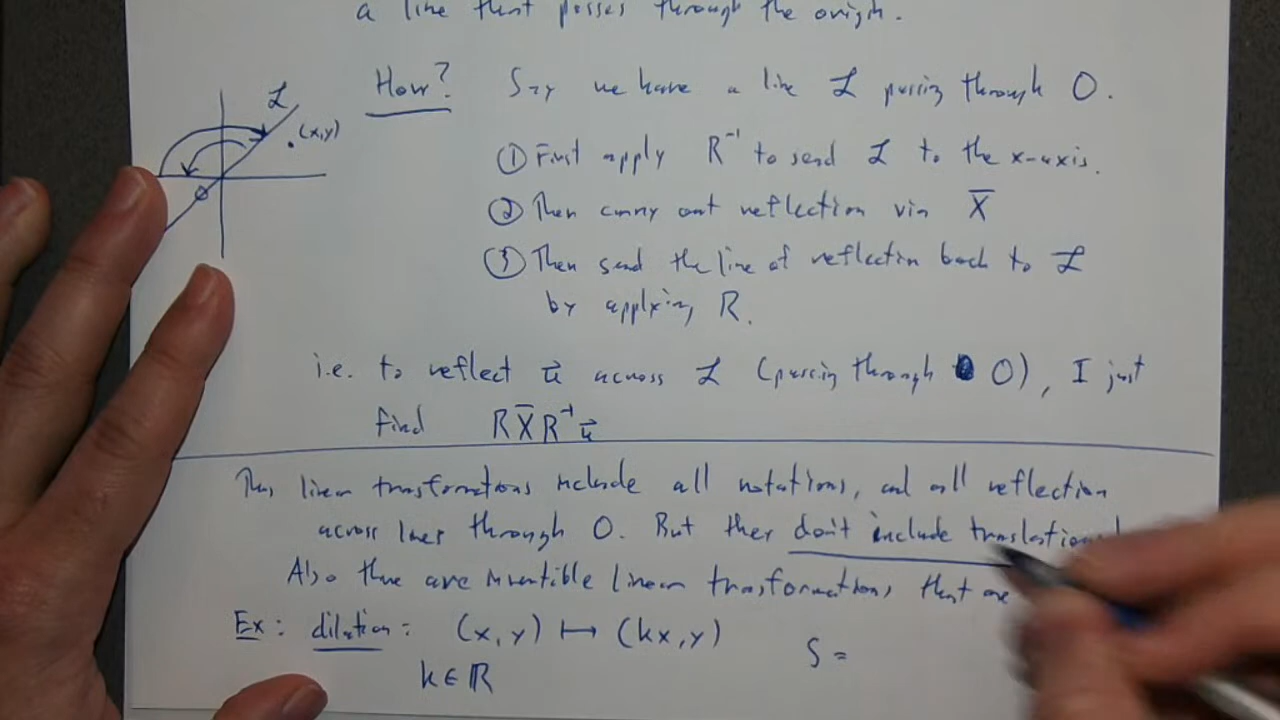 a line that passes through the origin.
How? Say we have a line L passing through O.
L
(x,y)
① First apply R⁻¹ to send L to the x-axis.
② Then carry out reflection via X̅
③ Then send the line of reflection back to L
by applying R.
i.e. to reflect u⃗ across L (passing through O), I just
find R X̅ R⁻¹ u⃗
Thus linear transformations include all rotations, and all reflection
across lines through O. But they don't include translation
Also there are invertible linear transformations that are
Ex: dilation: (x, y) ↦ (kx, y) S =
k ∈ ℝ